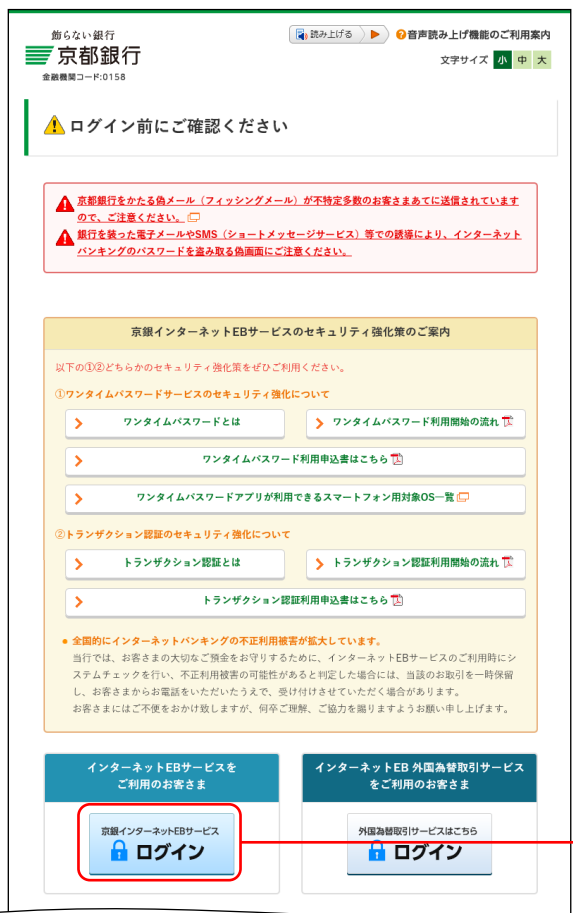 飾らない銀行
京都銀行
金融機関コード:0158
読み上げる
?音声読み上げ機能のご利用案内
文字サイズ 小 中 大
ログイン前にご確認ください
京都銀行をかたる偽メール（フィッシングメール）が不特定多数のお客さまあてに送信されています
ので、ご注意ください。
銀行を装った電子メールやSMS（ショートメッセージサービス）等での誘導により、インターネット
バンキングのパスワードを盗み取る偽画面にご注意ください。
京銀インターネットEBサービスのセキュリティ強化策のご案内
以下の①②どちらかのセキュリティ強化策をぜひご利用ください。
①ワンタイムパスワードサービスのセキュリティ強化について
ワンタイムパスワードとは
ワンタイムパスワード利用開始の流れ
ワンタイムパスワード利用申込書はこちら
ワンタイムパスワードアプリが利用できるスマートフォン用対象OS一覧
②トランザクション認証のセキュリティ強化について
トランザクション認証とは
トランザクション認証利用開始の流れ
トランザクション認証利用申込書はこちら
● 全国的にインターネットバンキングの不正利用被害が拡大しています。
当行では、お客さまの大切なご預金をお守りするために、インターネットEBサービスのご利用時にシ
ステムチェックを行い、不正利用被害の可能性があると判定した場合には、当該のお取引を一時保留
し、お客さまからお電話をいただいたうえで、受け付けさせていただく場合があります。
お客さまにはご不便をおかけ致しますが、何卒ご理解、ご協力を賜りますようお願い申し上げます。
インターネットEBサービスを
ご利用のお客さま
京銀インターネットEBサービス
ログイン
インターネットEB 外国為替取引サービス
をご利用のお客さま
外国為替取引サービスはこちら
ログイン